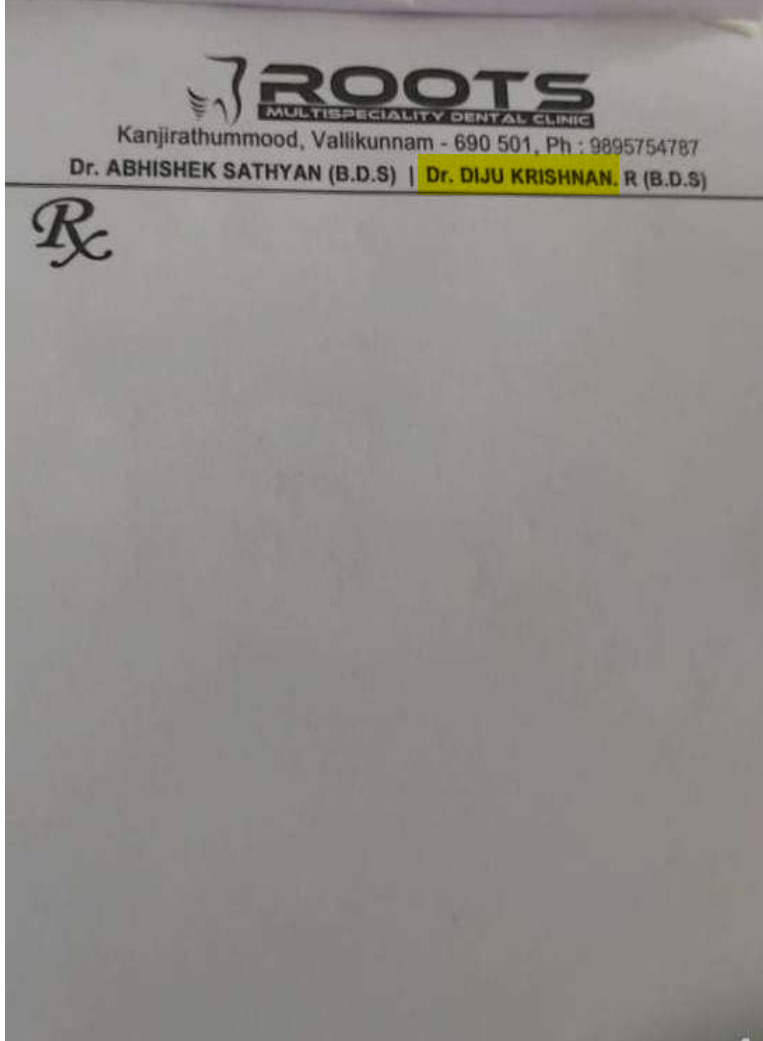 ROOTS
MULTISPECIALITY DENTAL CLINIC
Kanjirathummood, Vallikunnam - 690 501, Ph : 9895754787
Dr. ABHISHEK SATHYAN (B.D.S) | Dr. DIJU KRISHNAN. R (B.D.S)
Rx